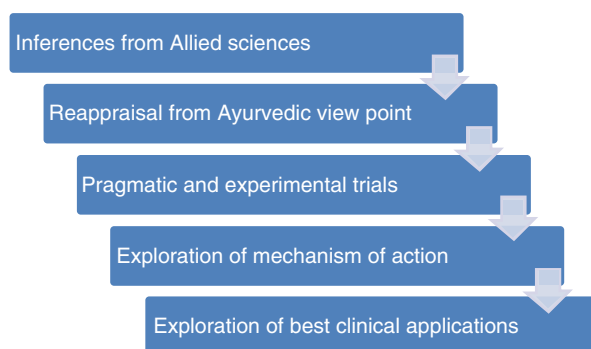 Inferences from Allied sciences
Reappraisal from Ayurvedic view point
Pragmatic and experimental trials
Exploration of mechanism of action
Exploration of best clinical applications